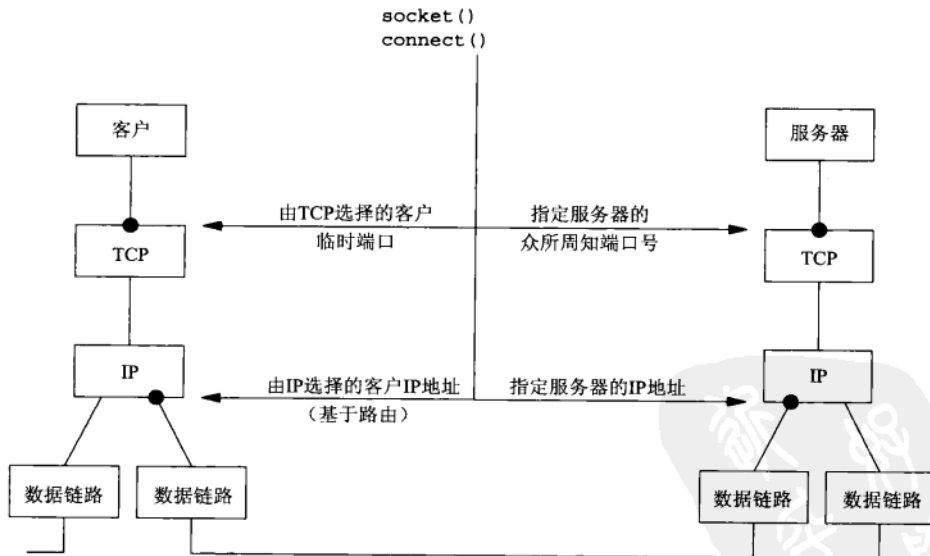 socket()
connect()
客户
服务器
由TCP选择的客户
临时端口
指定服务器的
众所周知端口号
TCP
TCP
IP
IP
由IP选择的客户IP地址
（基于路由）
指定服务器的IP地址
数据链路
数据链路
数据链路
数据链路